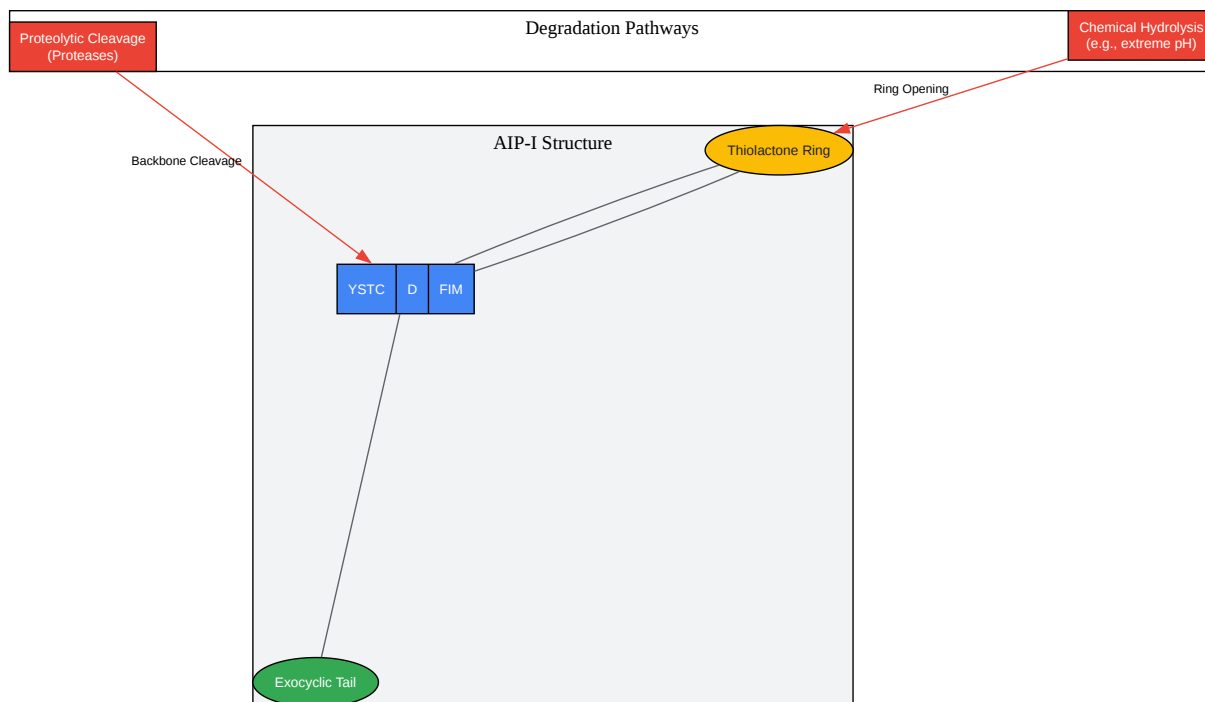 Degradation Pathways
Proteolytic Cleavage
(Proteases)
Chemical Hydrolysis
(e.g., extreme pH)
Ring Opening
Backbone Cleavage
AIP-I Structure
Thiolactone Ring
YSTC
D
FIM
Exocyclic Tail